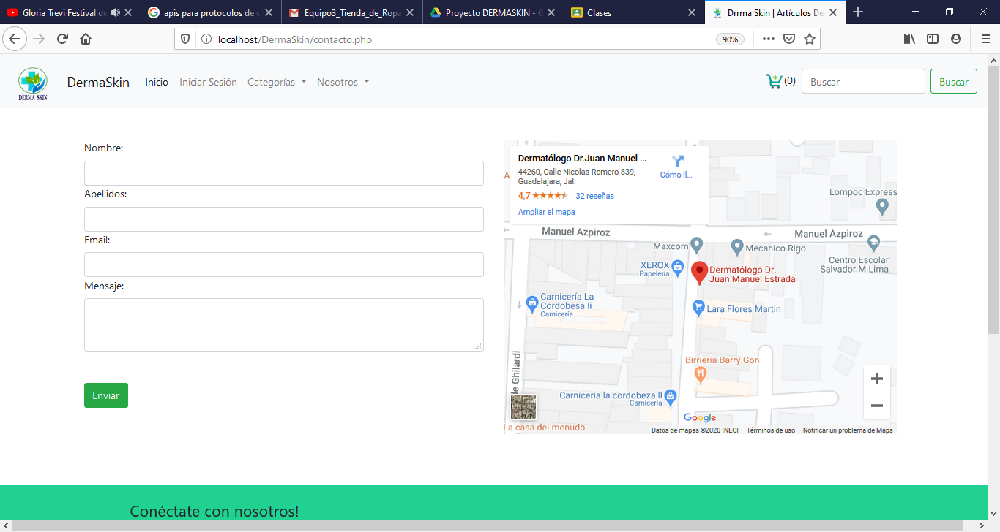 Gloria Trevi Festival de
apis para protocolos de c
Equipo3_Tienda_de_Ropa
Proyecto DERMASKIN - G
Clases
Drrma Skin | Artículos De
localhost/DermaSkin/contacto.php
90%
DERMA SKIN
DermaSkin
Inicio
Iniciar Sesión
Categorías
Nosotros
(0)
Buscar
Buscar
Nombre:
Apellidos:
Email:
Mensaje:
Enviar
Dermatólogo Dr.Juan Manuel ...
44260, Calle Nicolas Romero 839,
Guadalajara, Jal.
Cómo ll...
4,7
32 reseñas
Ampliar el mapa
Lompoc Express
Manuel Azpiroz
Manuel Azpiroz
Maxcom
Mecanico Rigo
Centro Escolar
Salvador M Lima
XEROX
Papelería
Dermatólogo Dr.
Juan Manuel Estrada
Carnicería La
Cordobesa li
Carnicería
Lara Flores Martin
Birrieria Barry.Gon
le Ghilardi
Carniceria la cordobeza ll
Carnicería
La casa del menudo
Google
Datos de mapas ©2020 INEGI
Términos de uso
Notificar un problema de Maps
Conéctate con nosotros!